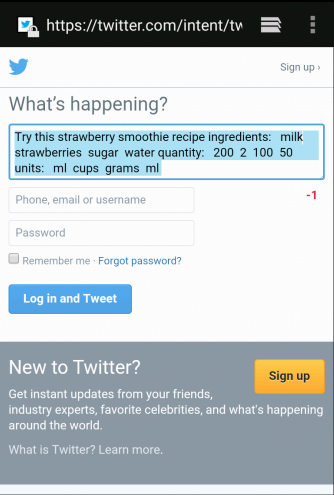 https://twitter.com/intent/tw
Sign up ›
What's happening?
Try this strawberry smoothie recipe ingredients: milk
strawberries sugar water quantity: 200 2 100 50
units: ml cups grams ml
Phone, email or username
-1
Password
Remember me · Forgot password?
Log in and Tweet
New to Twitter?
Sign up
Get instant updates from your friends,
industry experts, favorite celebrities, and what's happening
around the world.
What is Twitter? Learn more.